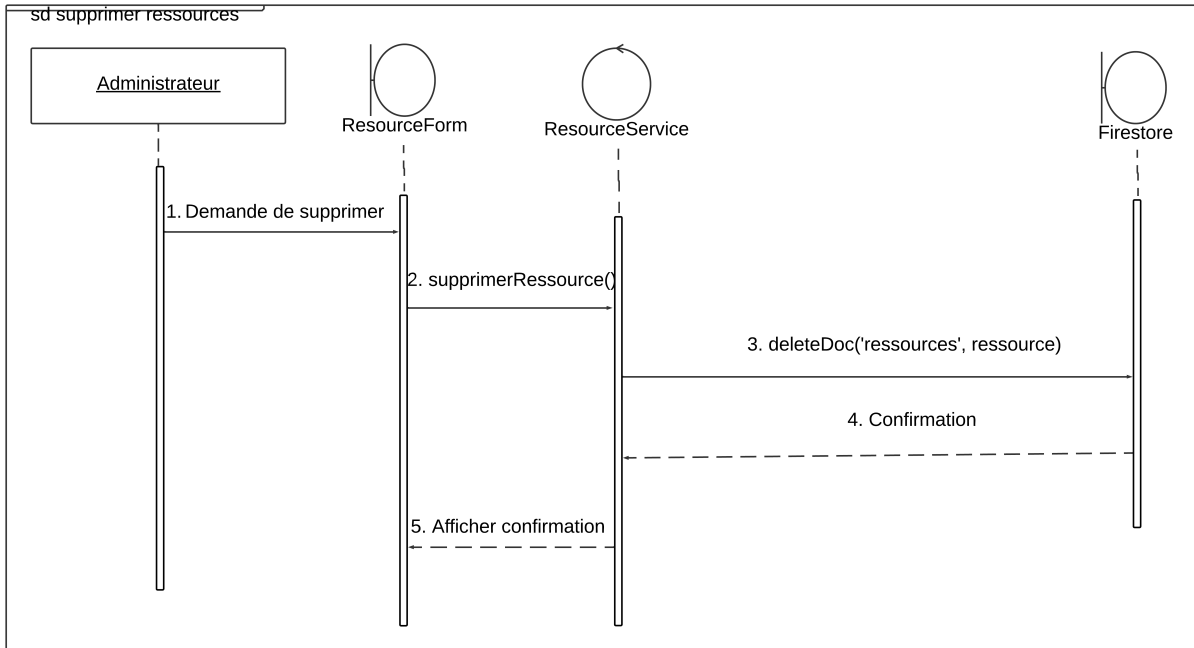 sd supprimer ressources
Administrateur
ResourceForm
ResourceService
Firestore
1. Demande de supprimer
2. supprimerRessource()
3. deleteDoc('ressources', ressource)
4. Confirmation
5. Afficher confirmation